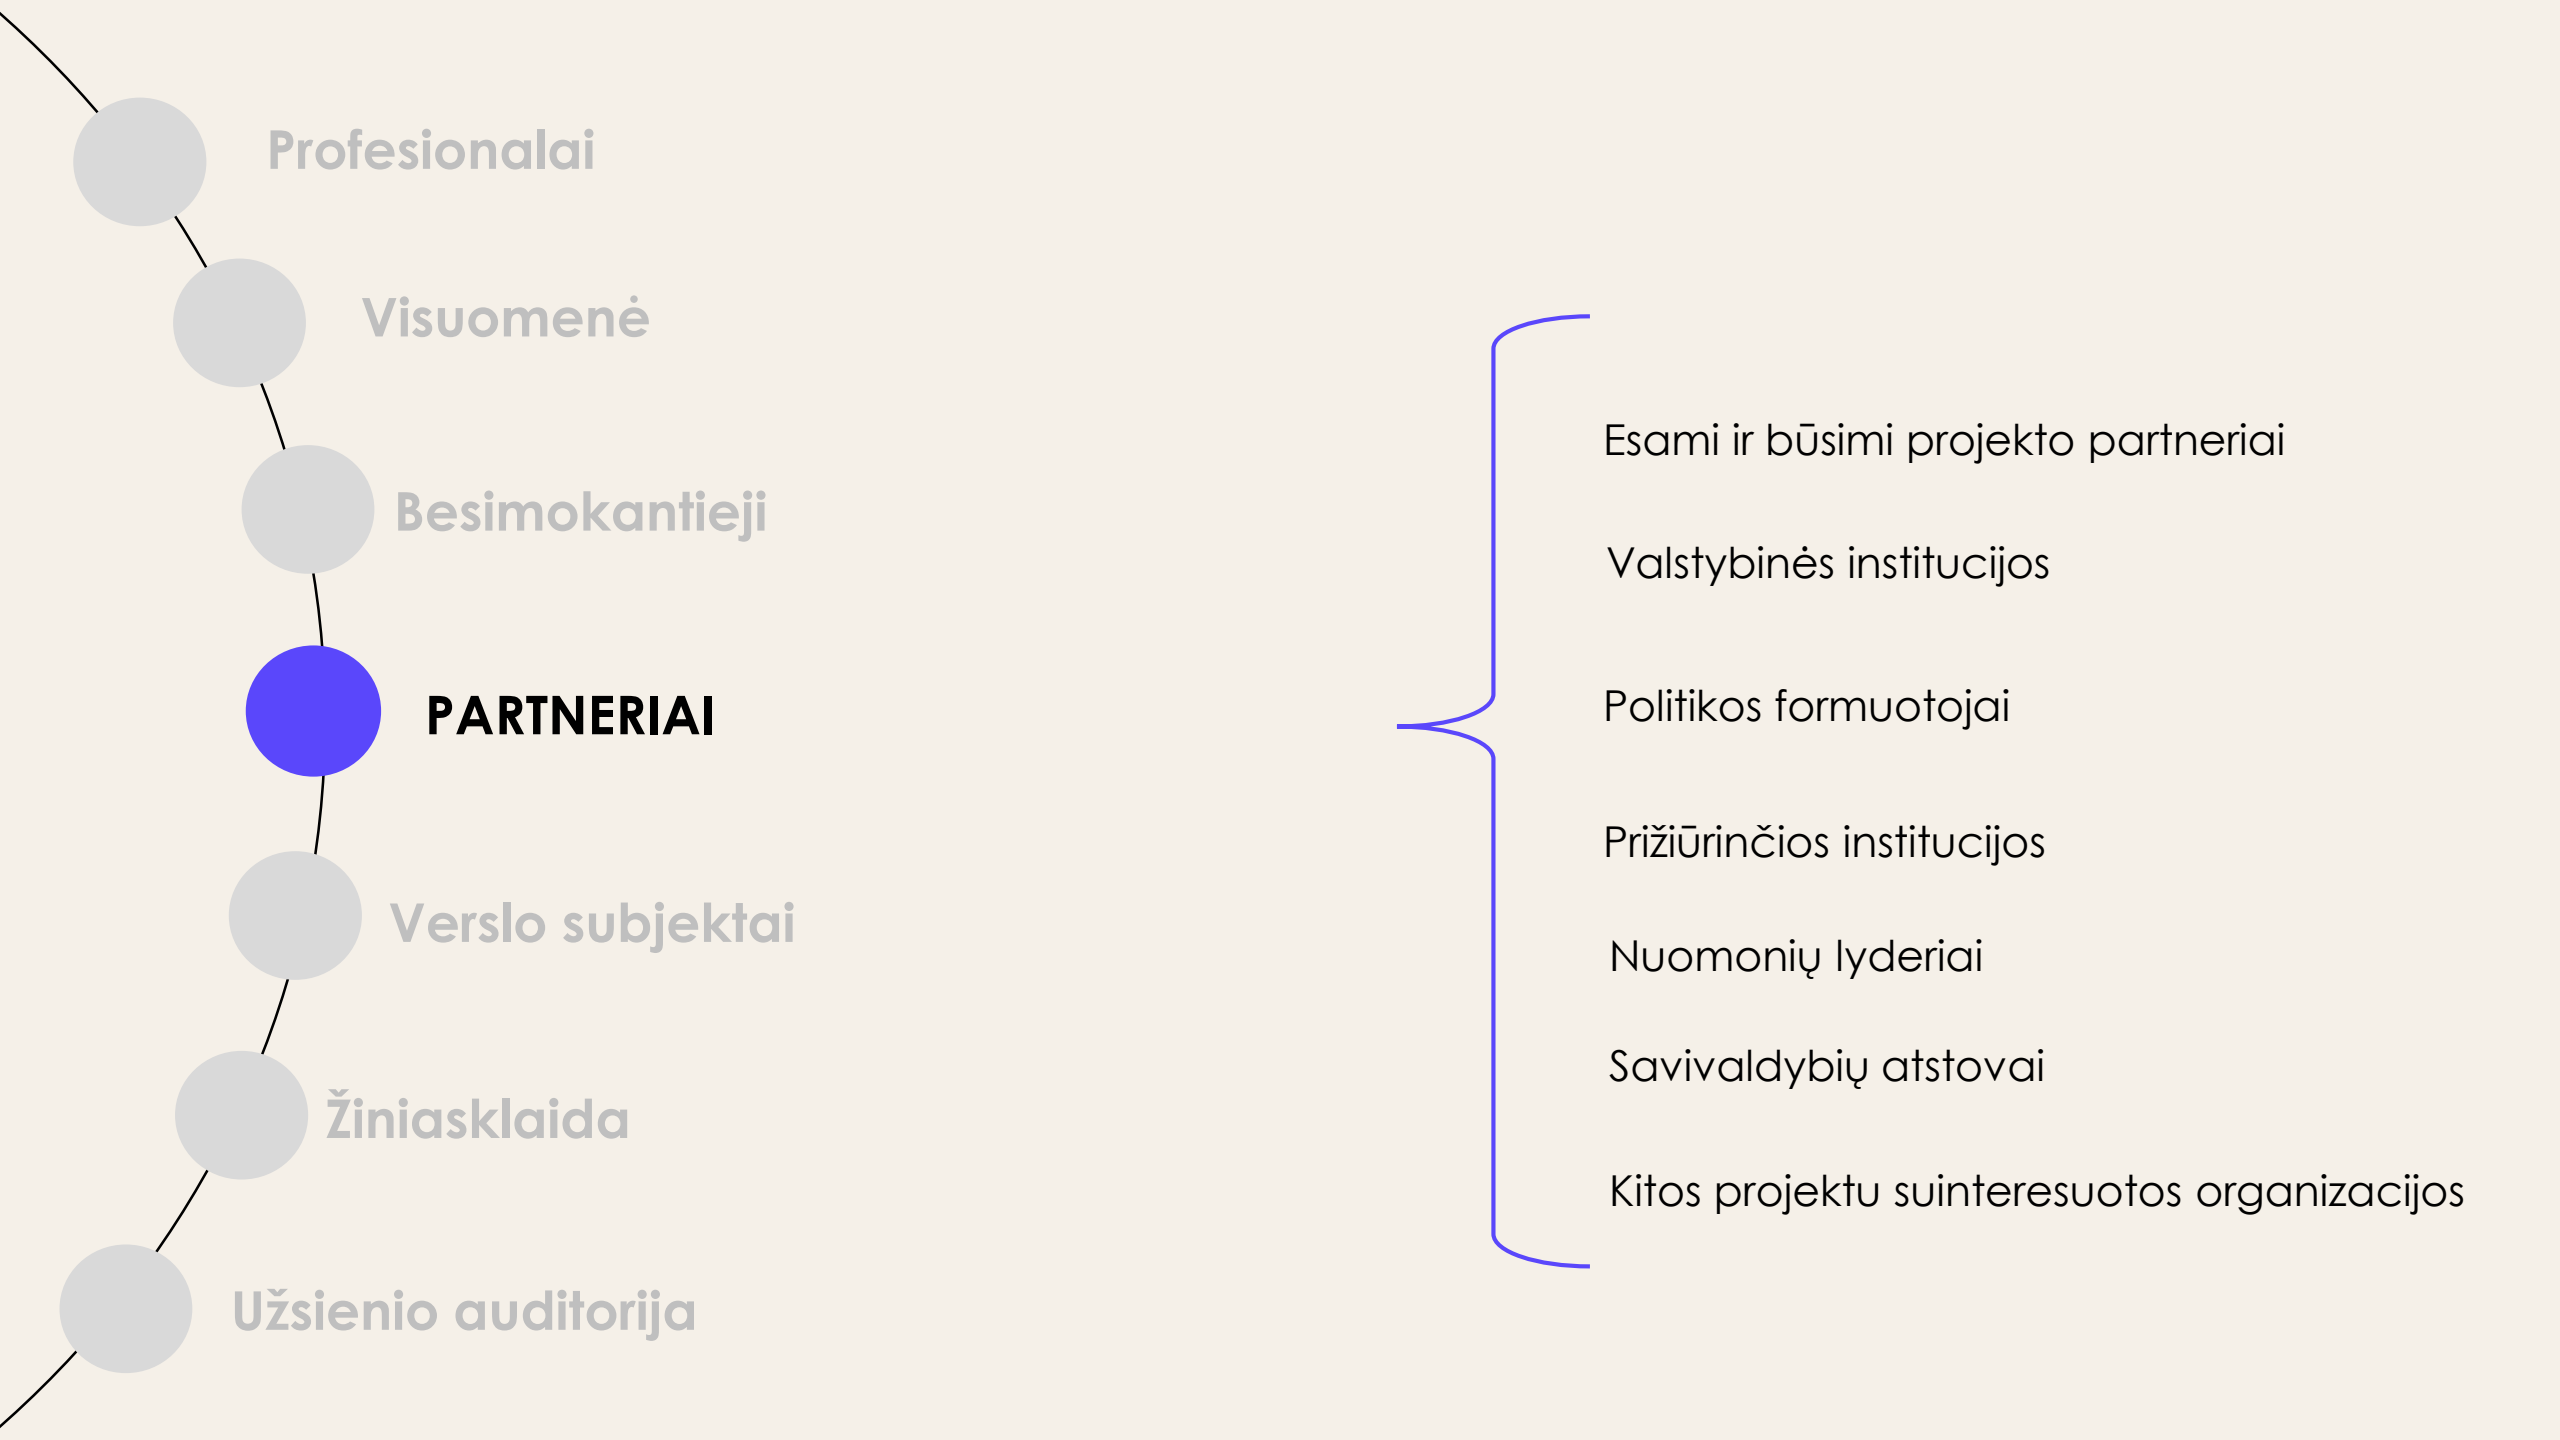 Profesionalai
Visuomenė
Besimokantieji
PARTNERIAI
Verslo subjektai
Žiniasklaida
Užsienio auditorija
Esami ir būsimi projekto partneriai
Valstybinės institucijos
Politikos formuotojai
Prižiūrinčios institucijos
Nuomonių lyderiai
Savivaldybių atstovai
Kitos projektu suinteresuotos organizacijos